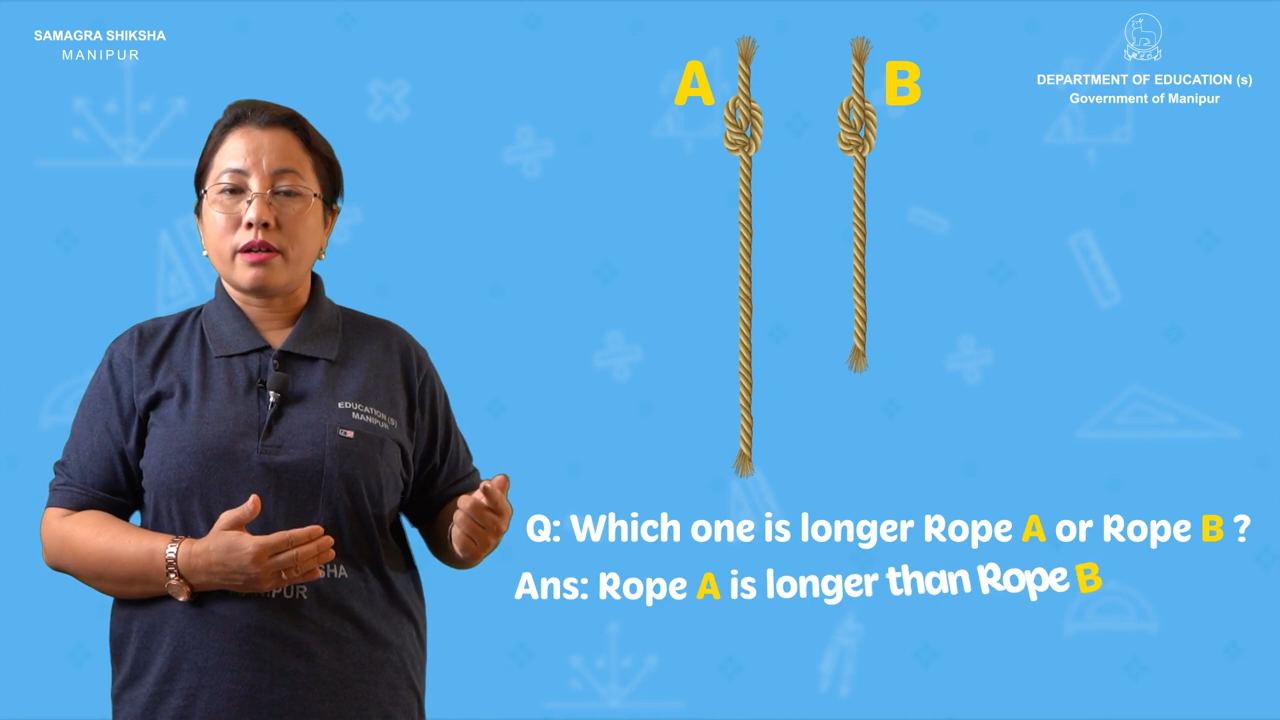 SAMAGRA SHIKSHA
MANIPUR
A
B
DEPARTMENT OF EDUCATION (s)
Government of Manipur
EDUCATION (S)
MANIPUR
Q: Which one is longer Rope A or Rope B ?
Ans: Rope A is longer than Rope B